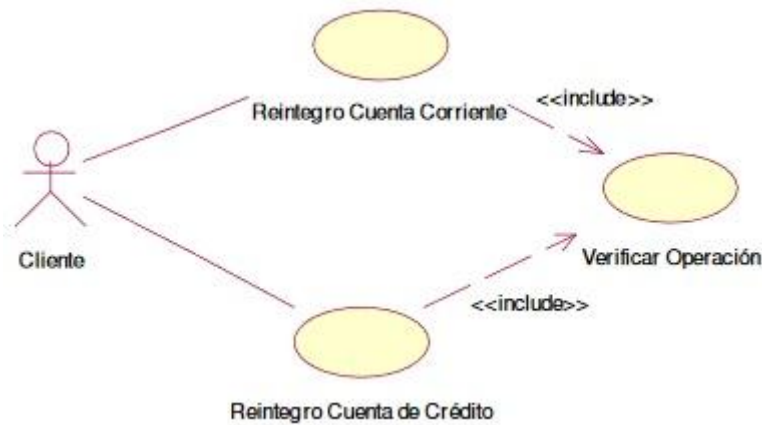 Reintegro Cuenta Corriente
<<include>>
Cliente
Verificar Operación
<<include>>
Reintegro Cuenta de Crédito